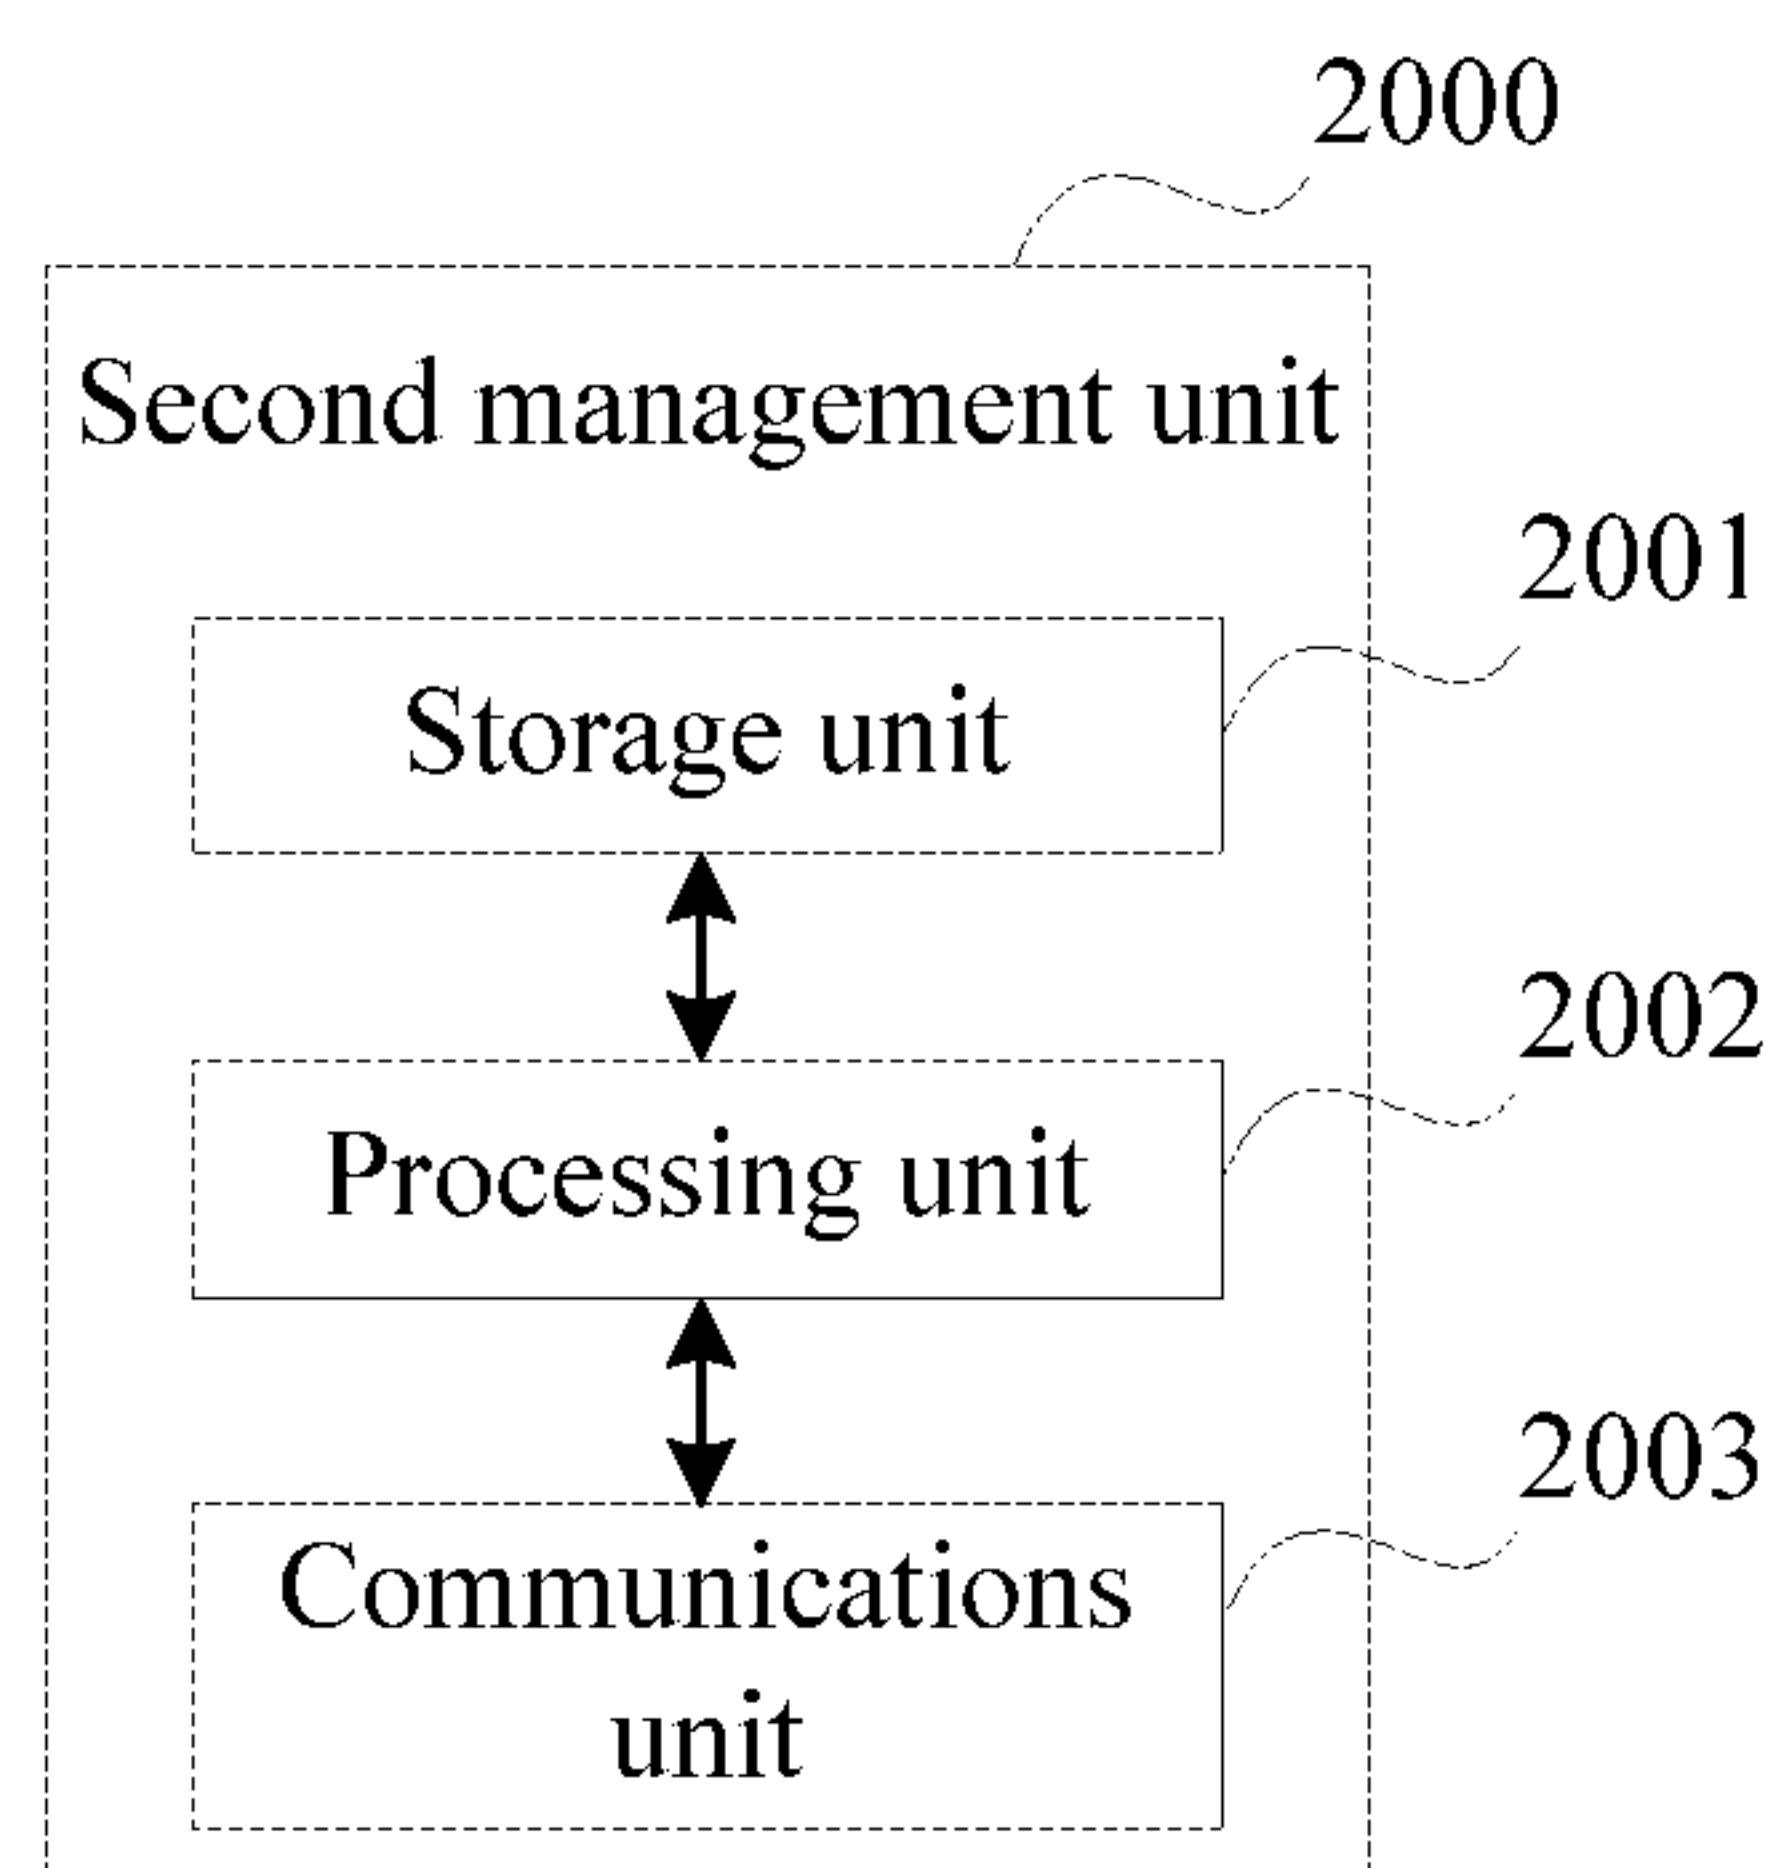 2000
Second management unit
2001
Storage unit
2002
Processing unit
2003
Communications
unit